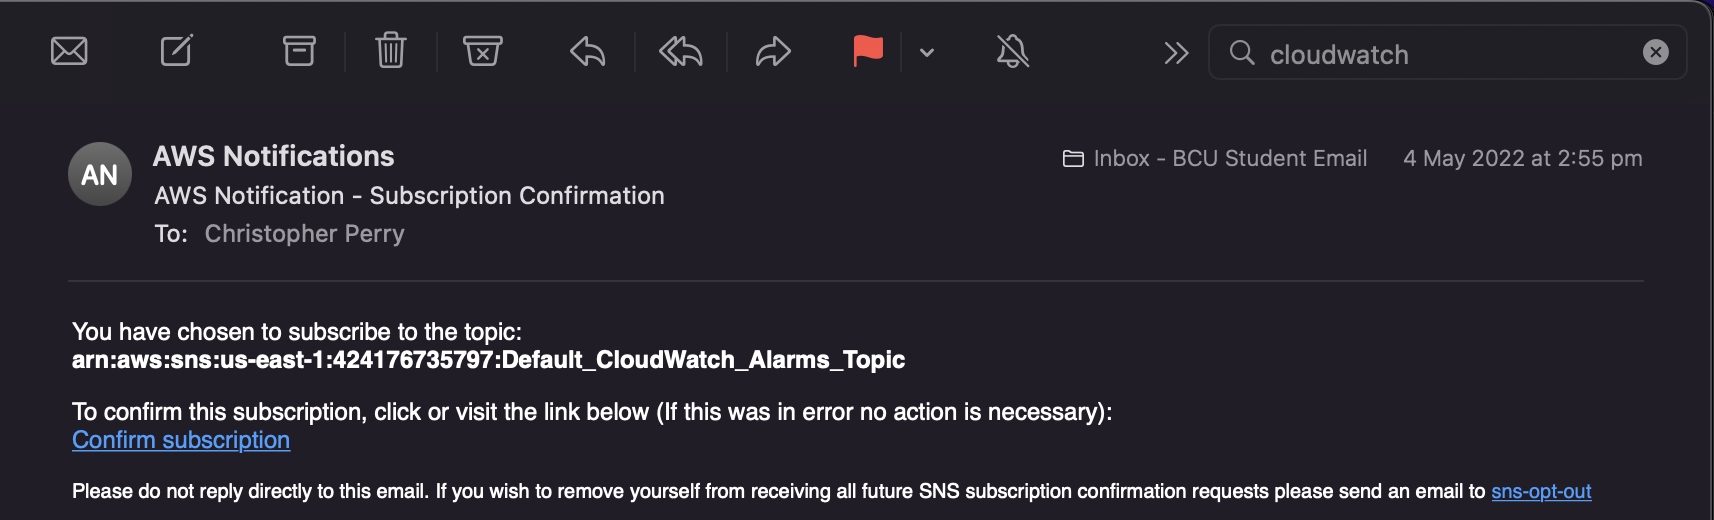 cloudwatch
AN
AWS Notifications
Inbox - BCU Student Email
4 May 2022 at 2:55 pm
AWS Notification - Subscription Confirmation
To: Christopher Perry
You have chosen to subscribe to the topic:
arn:aws:sns:us-east-1:424176735797:Default_CloudWatch_Alarms_Topic
To confirm this subscription, click or visit the link below (If this was in error no action is necessary):
Confirm subscription
Please do not reply directly to this email. If you wish to remove yourself from receiving all future SNS subscription confirmation requests please send an email to sns-opt-out